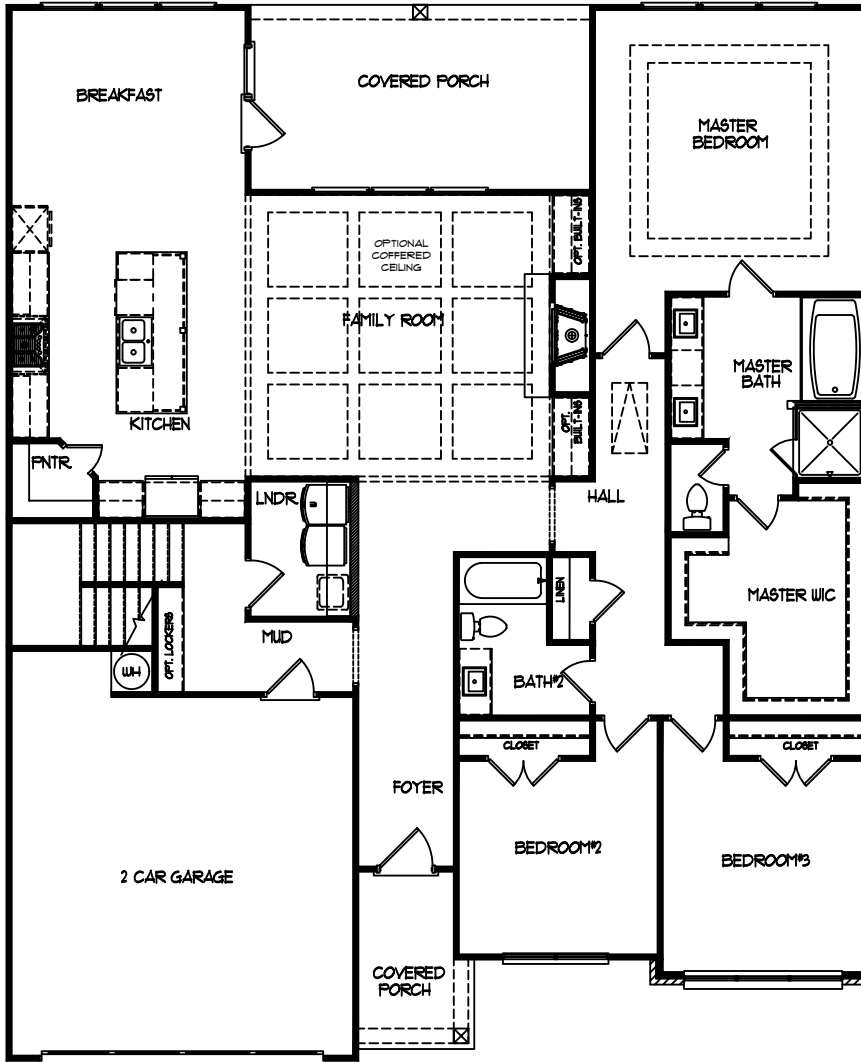 BREAKFAST
COVERED PORCH
MASTER
BEDROOM
OPT. BUILT-INS
OPTIONAL
COFFERED
CEILING
FAMILY ROOM
MASTER
BATH
KITCHEN
OPT.
BUILT-INS
PNTR.
LNDR.
HALL
W
LINEN
MASTER WIC
MUD
OPT. LOCKERS
WH
BATH#2
CLOSET
CLOSET
FOYER
BEDROOM#2
BEDROOM#3
2 CAR GARAGE
COVERED
PORCH